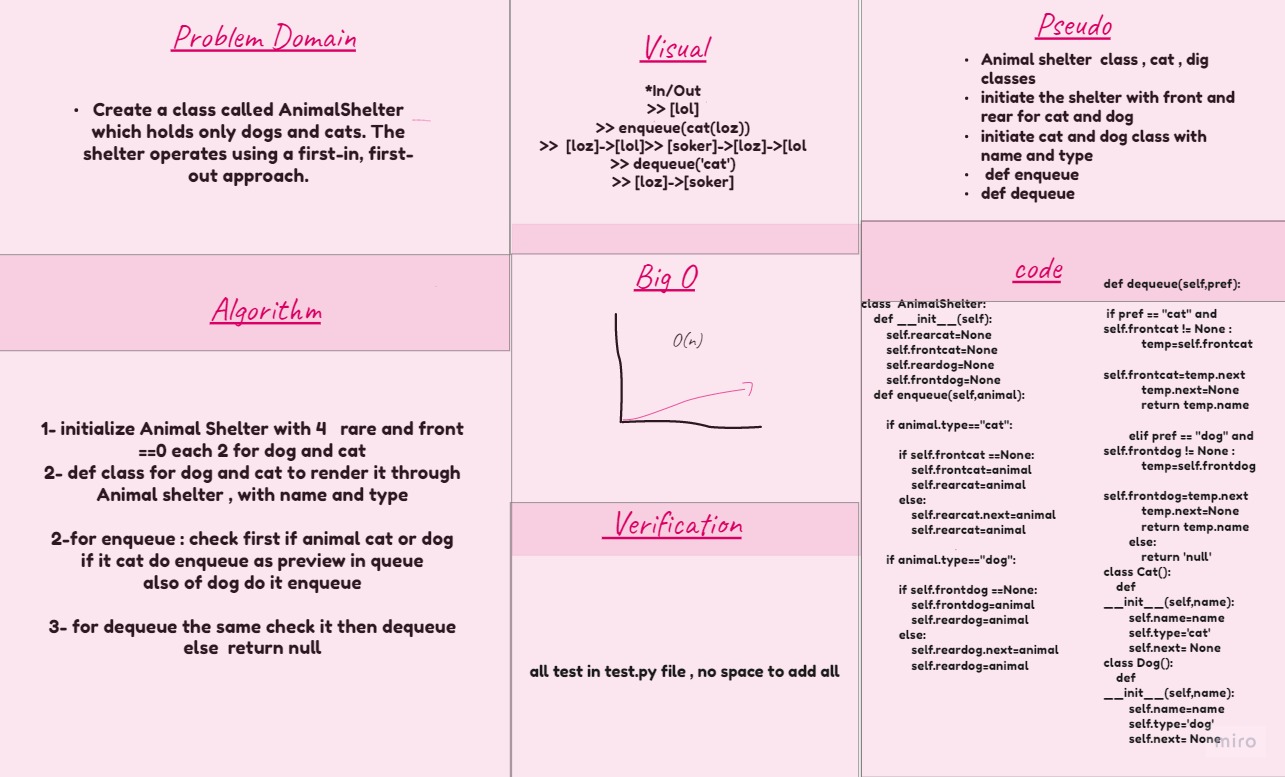 Problem Domain
• Create a class called AnimalShelter
which holds only dogs and cats. The
shelter operates using a first-in, first-
out approach.
Algorithm
1- initialize Animal Shelter with 4 rare and front
==0 each 2 for dog and cat
2- def class for dog and cat to render it through
Animal shelter , with name and type
2-for enqueue : check first if animal cat or dog
if it cat do enqueue as preview in queue
also of dog do it enqueue
3- for dequeue the same check it then dequeue
else return null
Visual
*In/Out
>> [lol]
>> enqueue(cat(loz))
>> [loz]->[lol]>> [soker]->[loz]->[lol
>> dequeue('cat')
>> [loz]->[soker]
Big O
O(n)
Verification
all test in test.py file , no space to add all
Pseudo
• Animal shelter class , cat , dig
classes
• initiate the shelter with front and
rear for cat and dog
• initiate cat and dog class with
name and type
• def enqueue
• def dequeue
code
class AnimalShelter:
def __init__(self):
self.rearcat=None
self.frontcat=None
self.reardog=None
self.frontdog=None
def enqueue(self,animal):
if animal.type=="cat":
if self.frontcat ==None:
self.frontcat=animal
self.rearcat=animal
else:
self.rearcat.next=animal
self.rearcat=animal
if animal.type=="dog":
if self.frontdog ==None:
self.frontdog=animal
self.reardog=animal
else:
self.reardog.next=animal
self.reardog=animal
def dequeue(self,pref):
if pref == "cat" and
self.frontcat != None :
temp=self.frontcat
self.frontcat=temp.next
temp.next=None
return temp.name
elif pref == "dog" and
self.frontdog != None :
temp=self.frontdog
self.frontdog=temp.next
temp.next=None
return temp.name
else:
return 'null'
class Cat():
def
__init__(self,name):
self.name=name
self.type='cat'
self.next= None
class Dog():
def
__init__(self,name):
self.name=name
self.type='dog'
self.next= None
miro